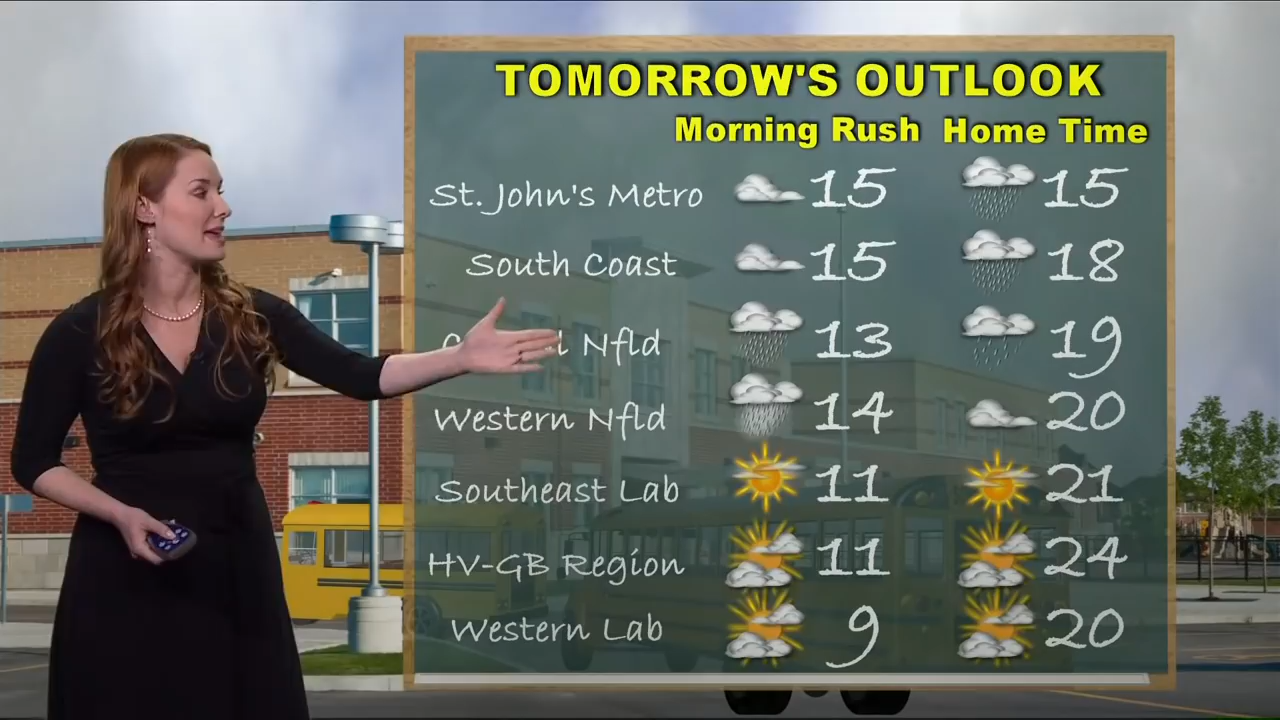 TOMORROW'S OUTLOOK
Morning Rush Home Time
St. John's Metro 15 15
South Coast 15 18
Nfld 13 19
Western Nfld 14 20
Southeast Lab 11 21
HV-GB Region 11 24
Western Lab 9 20